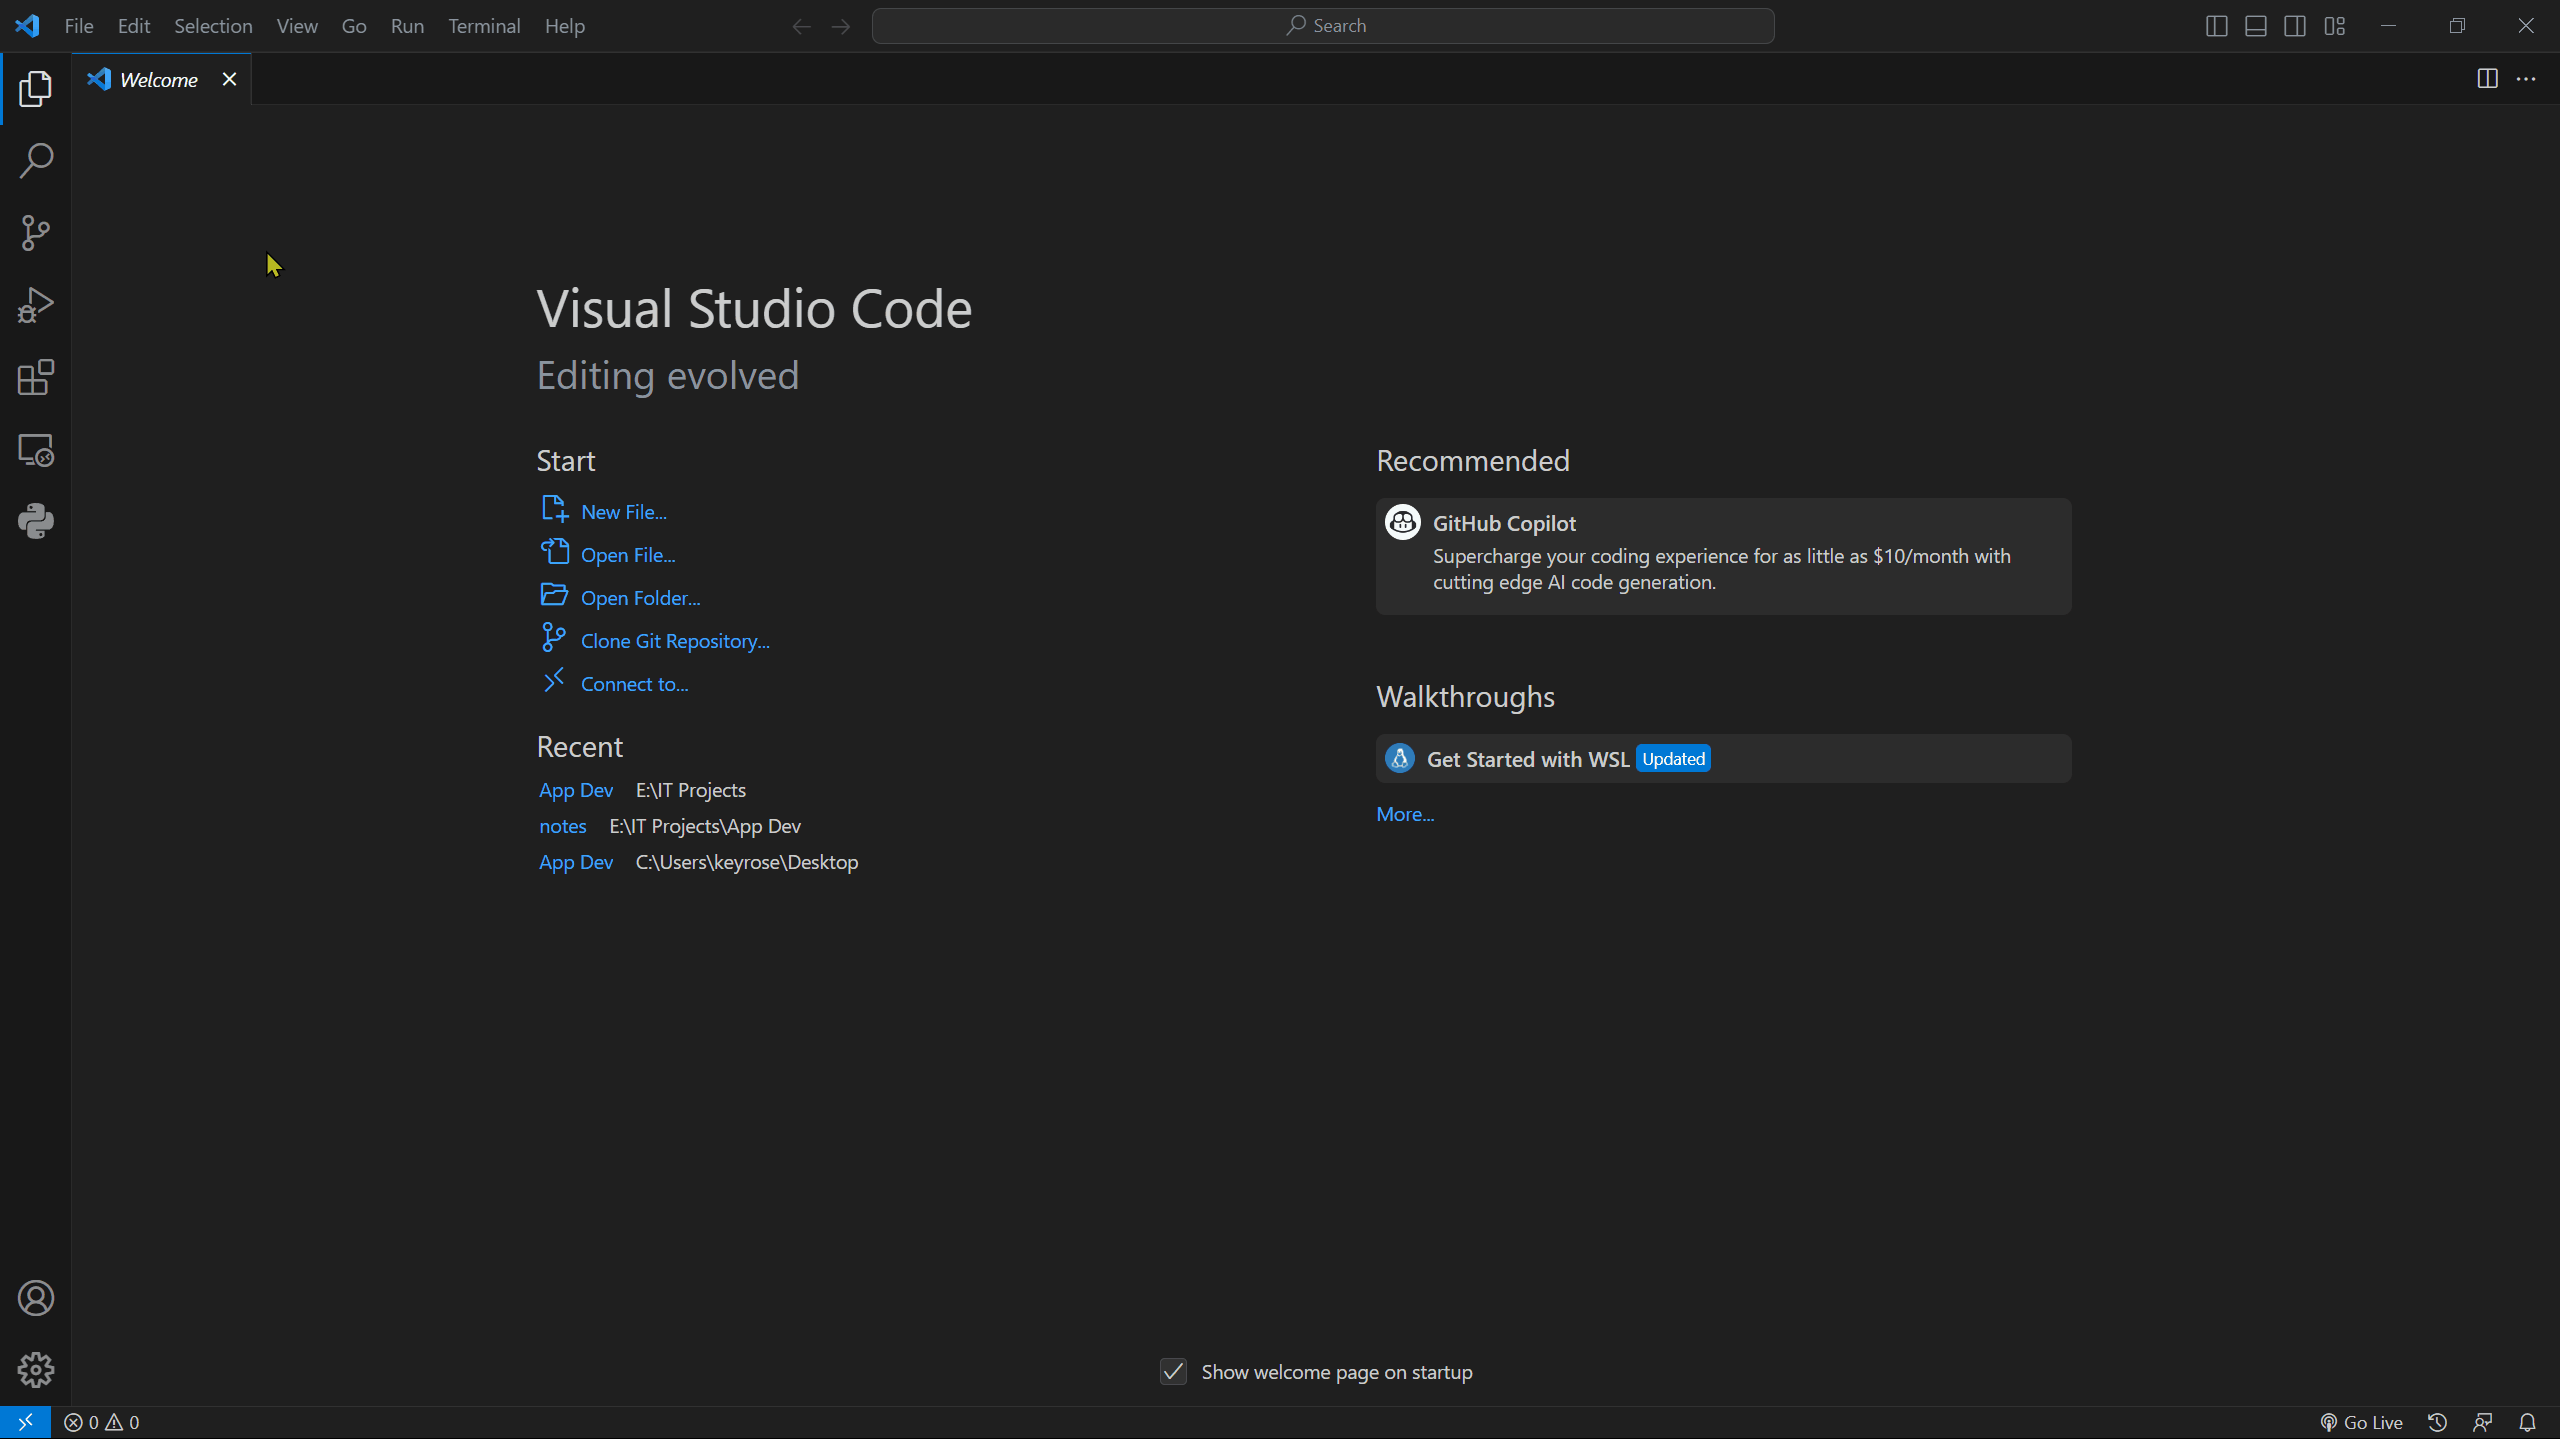 File Edit Selection View Go Run Terminal Help Search
Welcome
Visual Studio Code
Editing evolved
Start
New File...
Open File...
Open Folder...
Clone Git Repository...
Connect to...
Recent
App Dev E:\IT Projects
notes E:\IT Projects\App Dev
App Dev C:\Users\keyrose\Desktop
Recommended
GitHub Copilot
Supercharge your coding experience for as little as $10/month with
cutting edge AI code generation.
Walkthroughs
Get Started with WSL Updated
More...
Show welcome page on startup
0 0 Go Live